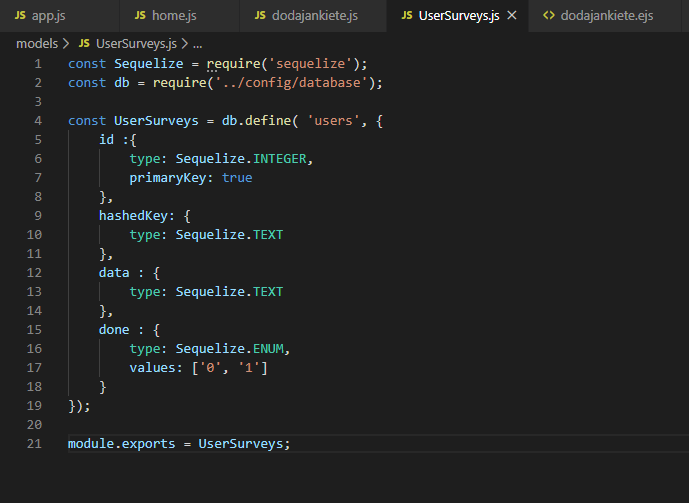 JS app.js JS home.js JS dodajankiete.js JS UserSurveys.js × <> dodajankiete.ejs
models > JS UserSurveys.js > ...
1 const Sequelize = require('sequelize');
2 const db = require('../config/database');
3
4 const UserSurveys = db.define( 'users', {
5     id :{
6         type: Sequelize.INTEGER,
7         primaryKey: true
8     },
9     hashedKey: {
10         type: Sequelize.TEXT
11     },
12     data : {
13         type: Sequelize.TEXT
14     },
15     done : {
16         type: Sequelize.ENUM,
17         values: ['0', '1']
18     }
19 });
20
21 module.exports = UserSurveys;